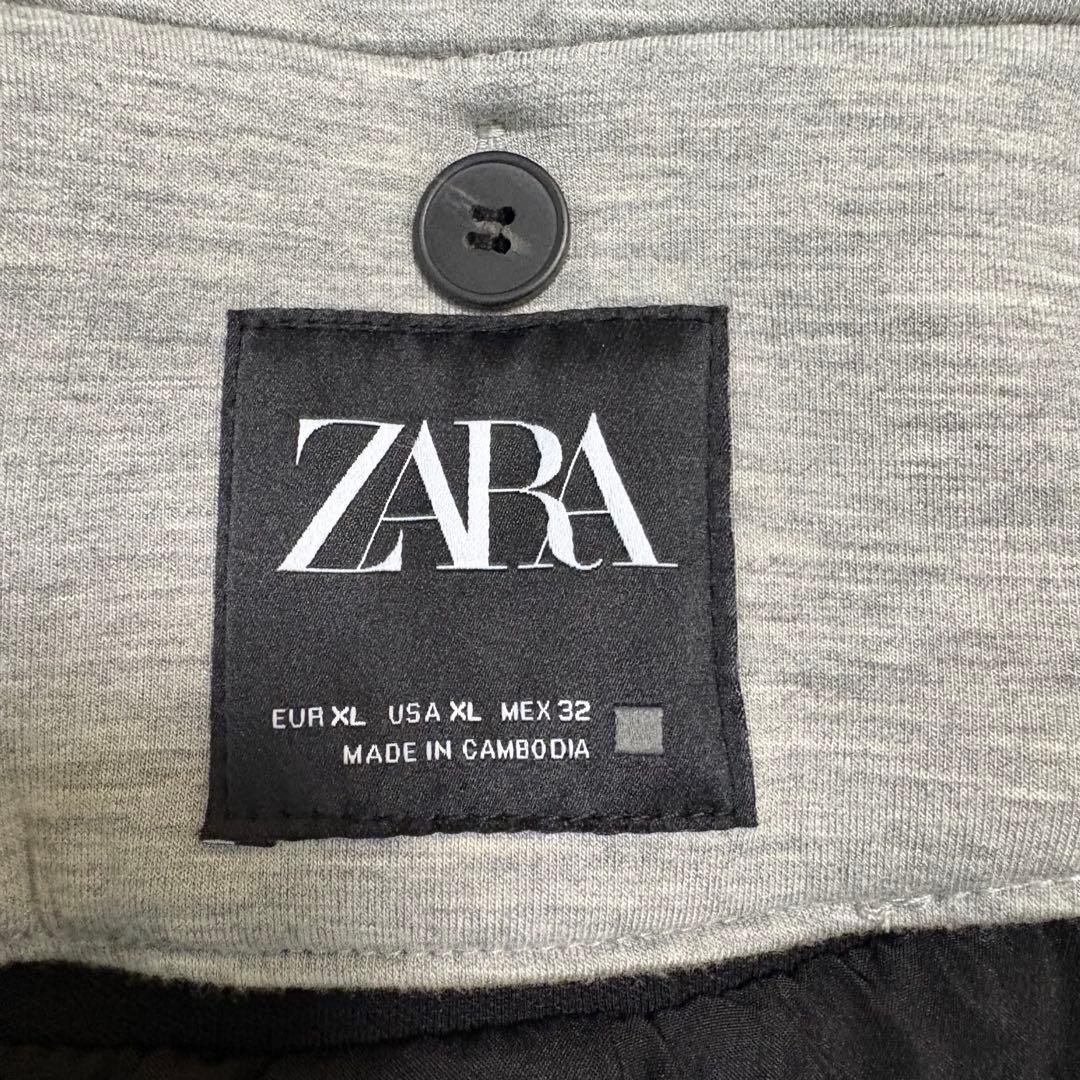 ZARA
EUR XL USA XL MEX 32
MADE IN CAMBODIA